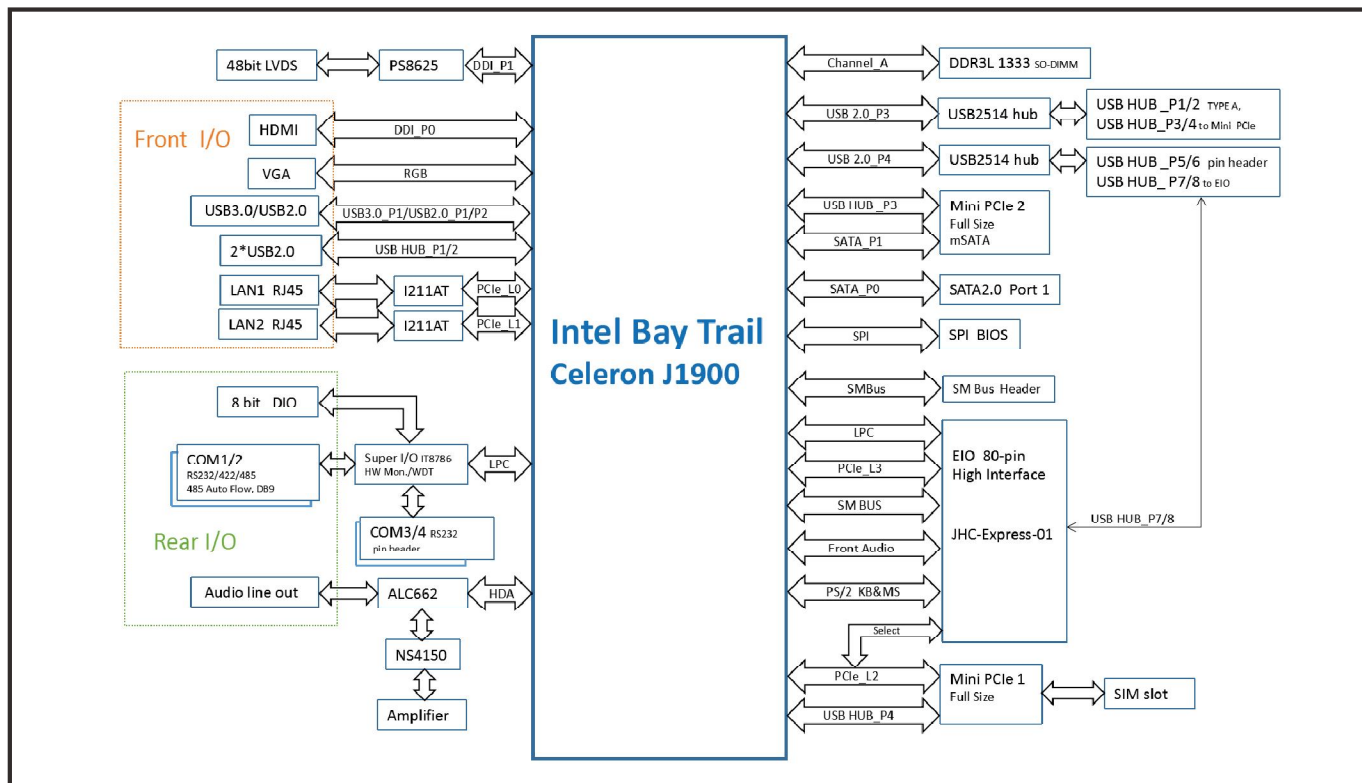 48bit LVDS
PS8625
DDI_P1
Front I/O
HDMI
DDI_P0
VGA
RGB
USB3.0/USB2.0
USB3.0_P1/USB2.0_P1/P2
2*USB2.0
USB HUB_P1/2
LAN1 RJ45
I211AT
PCIe_L0
LAN2 RJ45
I211AT
PCIe_L1
8 bit DIO
COM1/2
RS232/422/485
485 Auto Flow, DB9
Super I/O IT8786
HW Mon./WDT
LPC
COM3/4 RS232
pin header
Rear I/O
Audio line out
ALC662
HDA
NS4150
Amplifier
Intel Bay Trail
Celeron J1900
Channel_A
DDR3L 1333 SO-DIMM
USB 2.0_P3
USB2514 hub
USB HUB _P1/2 TYPE A,
USB HUB_P3/4 to Mini PCIe
USB 2.0_P4
USB2514 hub
USB HUB_P5/6 pin header
USB HUB_ P7/8 to EIO
USB HUB _P3
SATA_P1
Mini PCIe 2
Full Size
mSATA
SATA_P0
SATA2.0 Port 1
SPI
SPI BIOS
SMBus
SM Bus Header
LPC
PCIe_L3
SM BUS
Front Audio
PS/2 KB&MS
Select
EIO 80-pin
High Interface
JHC-Express-01
USB HUB_P7/8
PCIe_L2
USB HUB_P4
Mini PCIe 1
Full Size
SIM slot